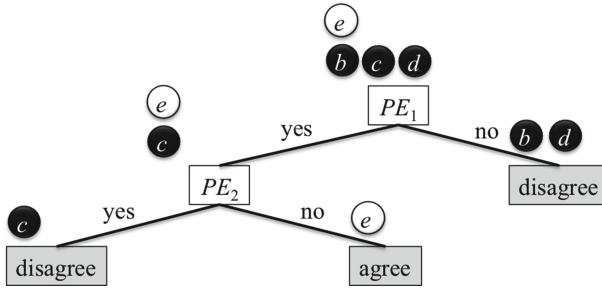 e
b c d
e
PE1
c
yes
no
b d
PE2
disagree
c
yes
no
e
disagree
agree